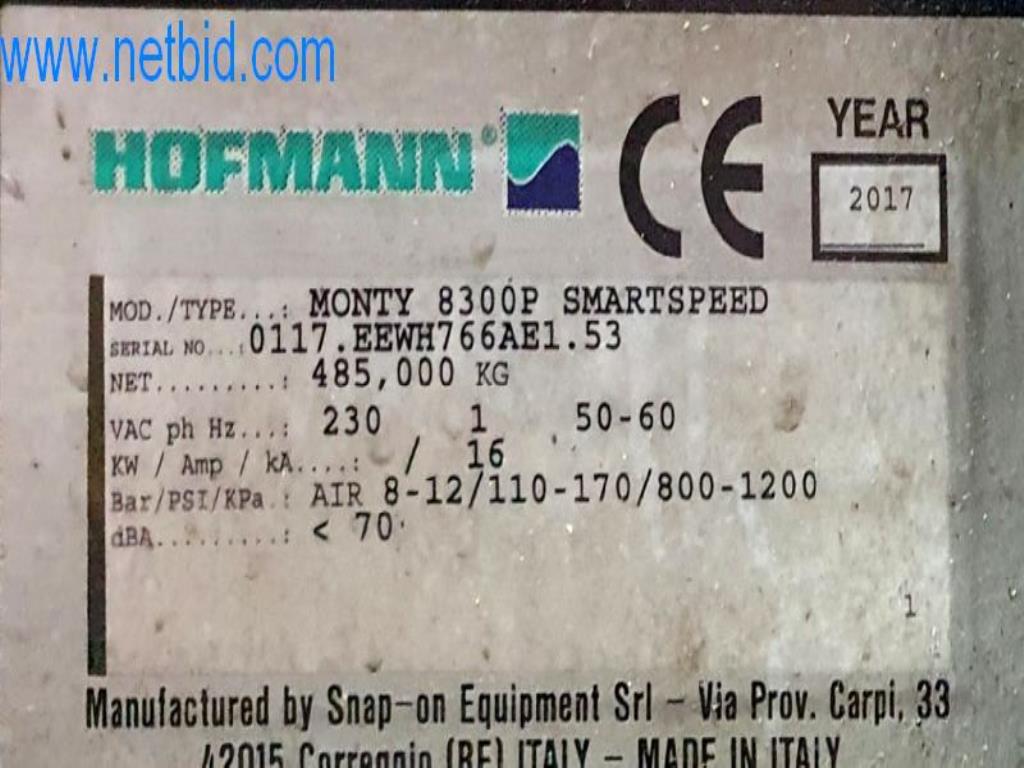 www.netbid.com
HOFMANN® CE YEAR
2017
MOD./TYPE...: MONTY 8300P SMARTSPEED
SERIAL NO...:0117.EEWH766AE1.53
NET.........: 485,000 KG
VAC ph Hz...: 230 1 50-60
KW / Amp / kA....: / 16
Bar/PSI/KPa.: AIR 8-12/110-170/800-1200
dBA.........: < 70
1
Manufactured by Snap-on Equipment Srl - Via Prov. Carpi, 33
42015 Correggio (RE) ITALY - MADE IN ITALY